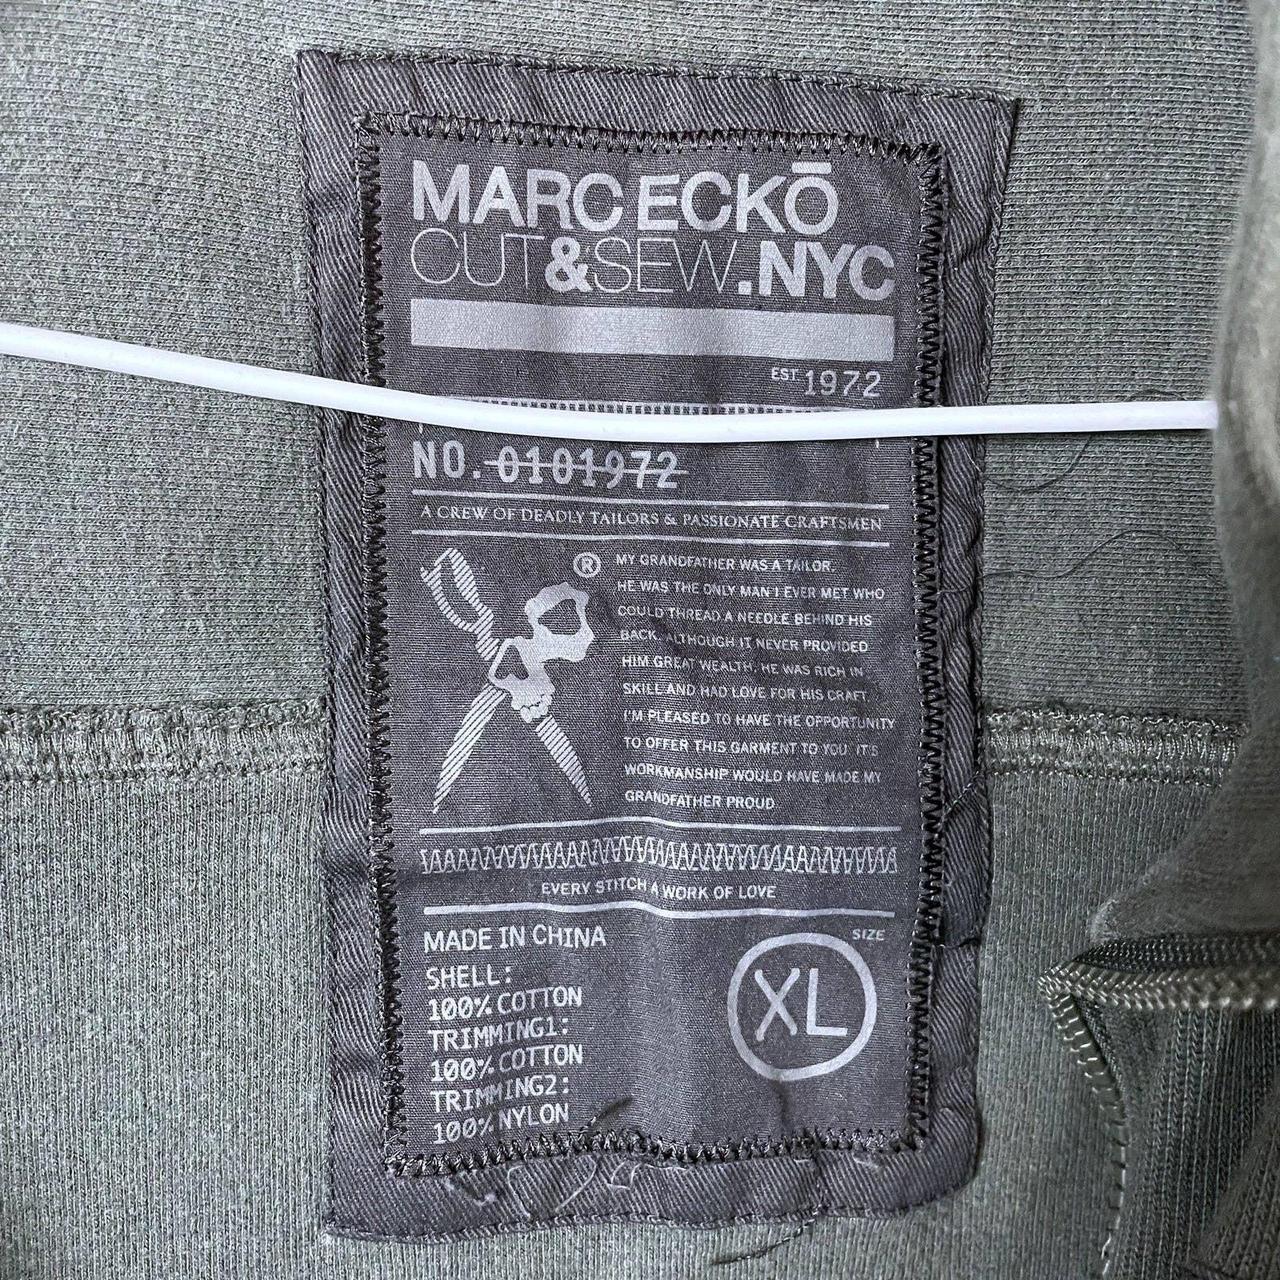 MARC ECKŌ
CUT&SEW.NYC
EST 1972
NO. 0101972
A CREW OF DEADLY TAILORS & PASSIONATE CRAFTSMEN
®
MY GRANDFATHER WAS A TAILOR.
HE WAS THE ONLY MAN I EVER MET WHO
COULD THREAD A NEEDLE BEHIND HIS
BACK. ALTHOUGH IT NEVER PROVIDED
HIM GREAT WEALTH, HE WAS RICH IN
SKILL AND HAD LOVE FOR HIS CRAFT.
I'M PLEASED TO HAVE THE OPPORTUNITY
TO OFFER THIS GARMENT TO YOU. IT'S
WORKMANSHIP WOULD HAVE MADE MY
GRANDFATHER PROUD
EVERY STITCH A WORK OF LOVE
MADE IN CHINA
SHELL:
100% COTTON
TRIMMING1:
100% COTTON
TRIMMING2:
100% NYLON
SIZE
XL